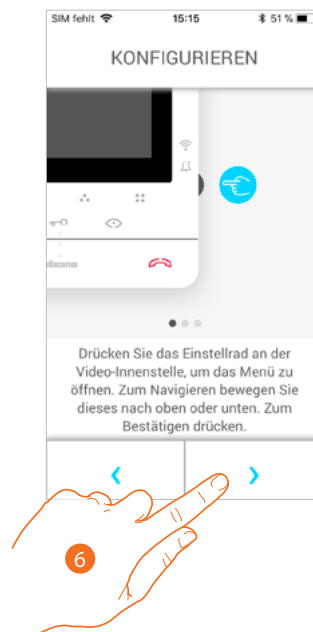 SIM fehlt 15:15 51 %
KONFIGURIEREN
Drücken Sie das Einstellrad an der
Video-Innenstelle, um das Menü zu
öffnen. Zum Navigieren bewegen Sie
dieses nach oben oder unten. Zum
Bestätigen drücken.
6